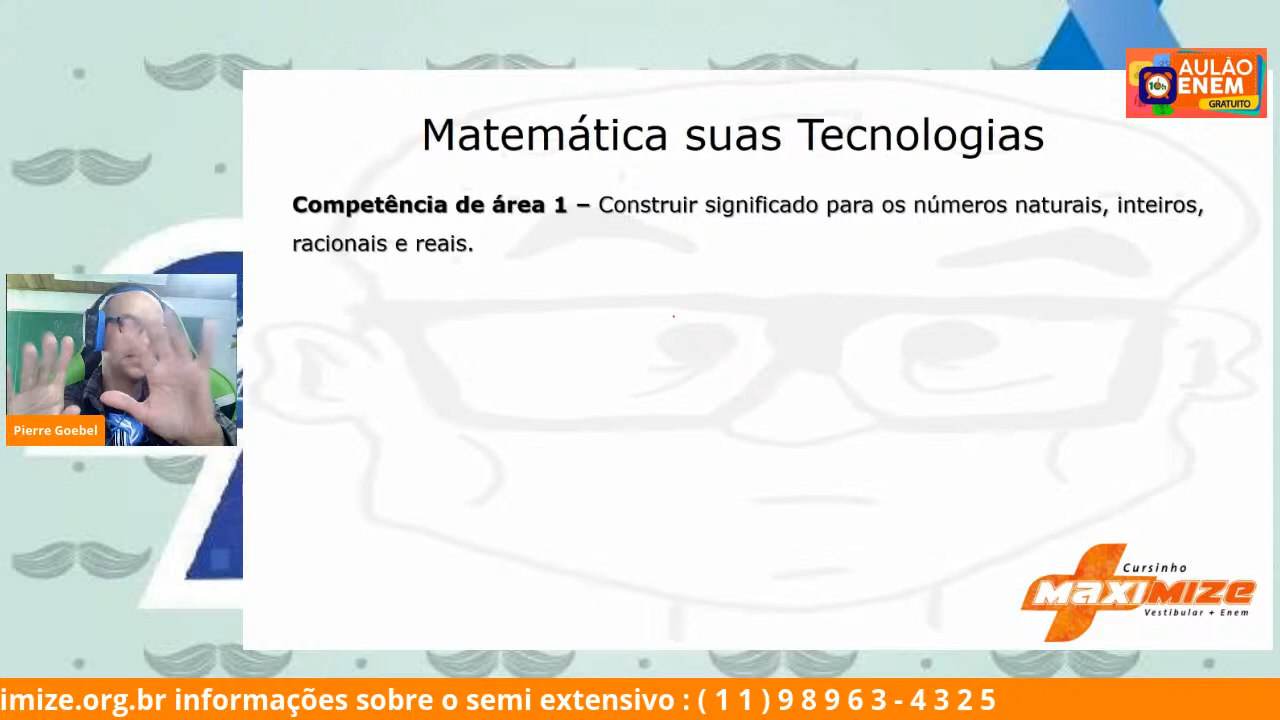 AULÃO
ENEM
10h
GRATUITO
Matemática suas Tecnologias
Competência de área 1 – Construir significado para os números naturais, inteiros,
racionais e reais.
Pierre Goebel
Cursinho
MAXIMIZE
Vestibular + Enem
imize.org.br informações sobre o semi extensivo : ( 1 1 ) 9 8 9 6 3 - 4 3 2 5